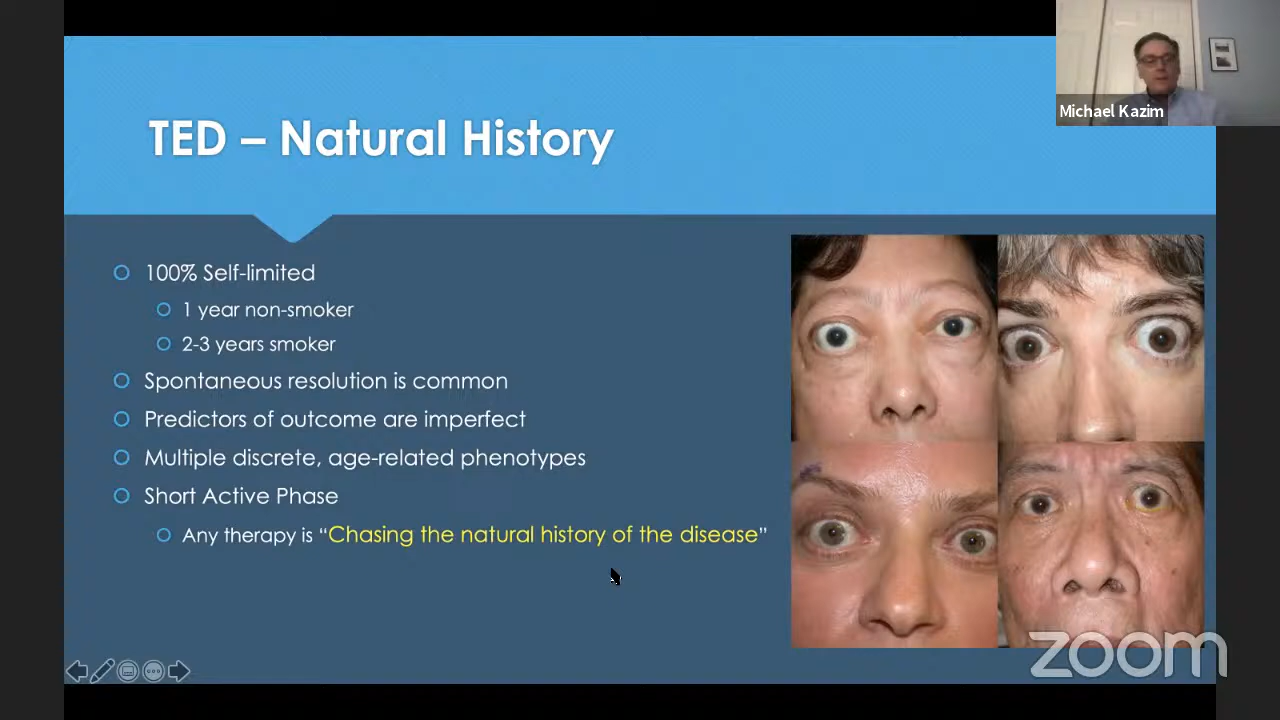 Michael Kazim
TED – Natural History
100% Self-limited
1 year non-smoker
2-3 years smoker
Spontaneous resolution is common
Predictors of outcome are imperfect
Multiple discrete, age-related phenotypes
Short Active Phase
Any therapy is “Chasing the natural history of the disease”
zoom